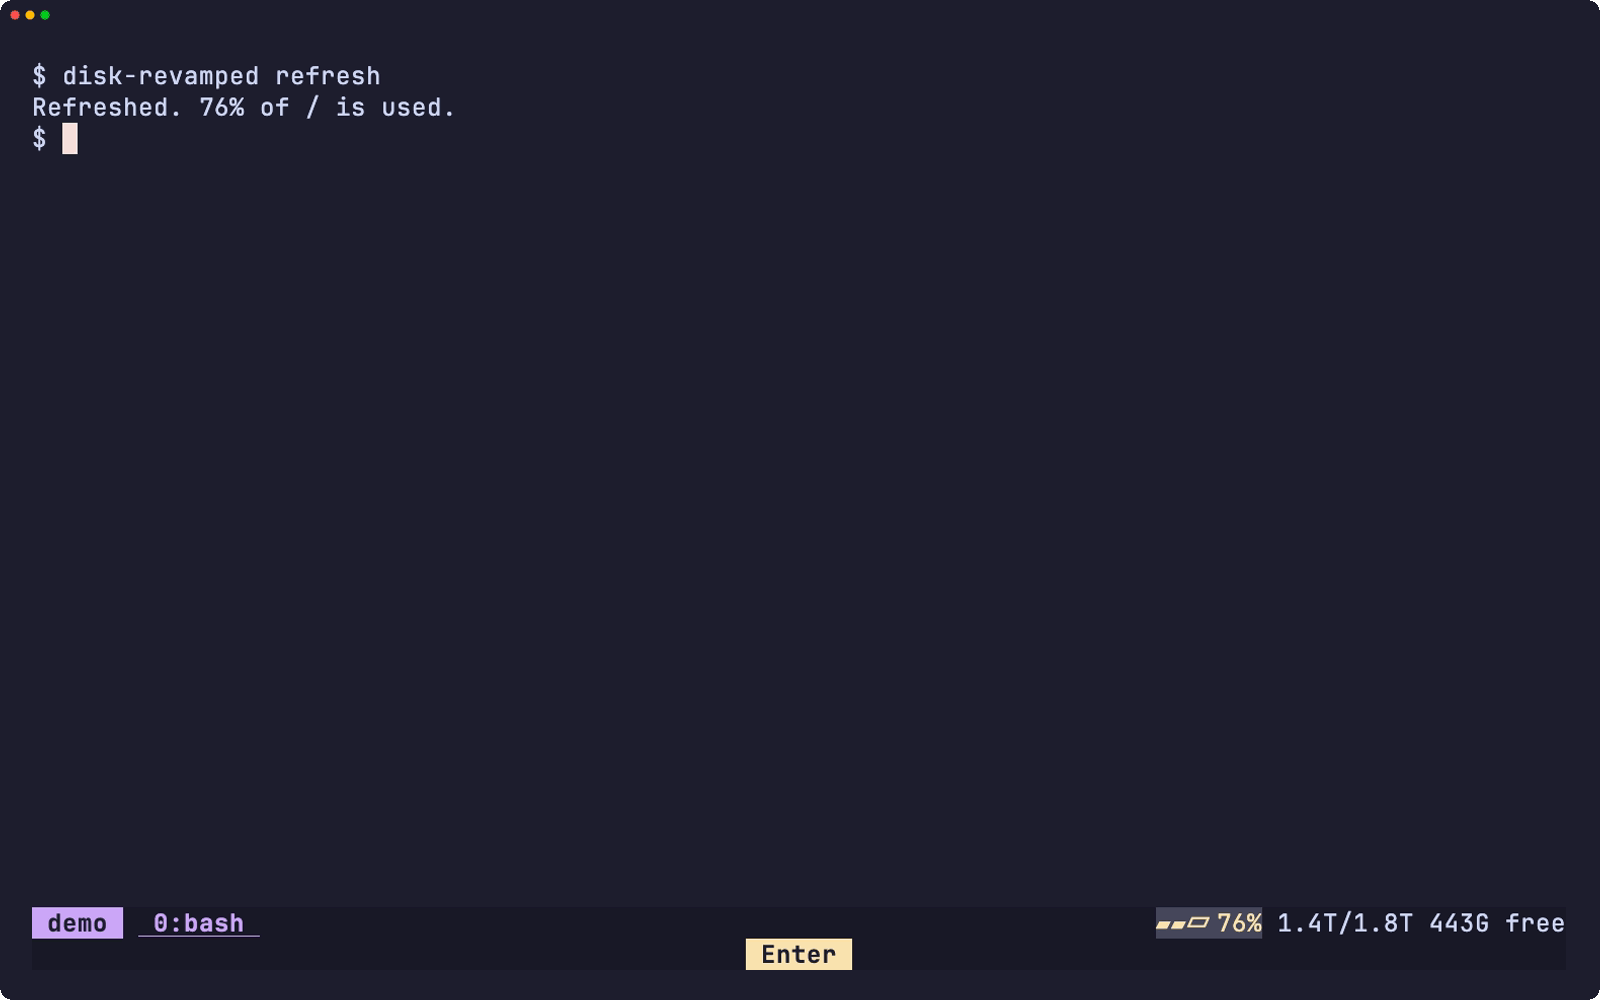 $ disk-revamped refresh
Refreshed. 76% of / is used.
$
demo 0:bash ▰▰▱ 76% 1.4T/1.8T 443G free
Enter